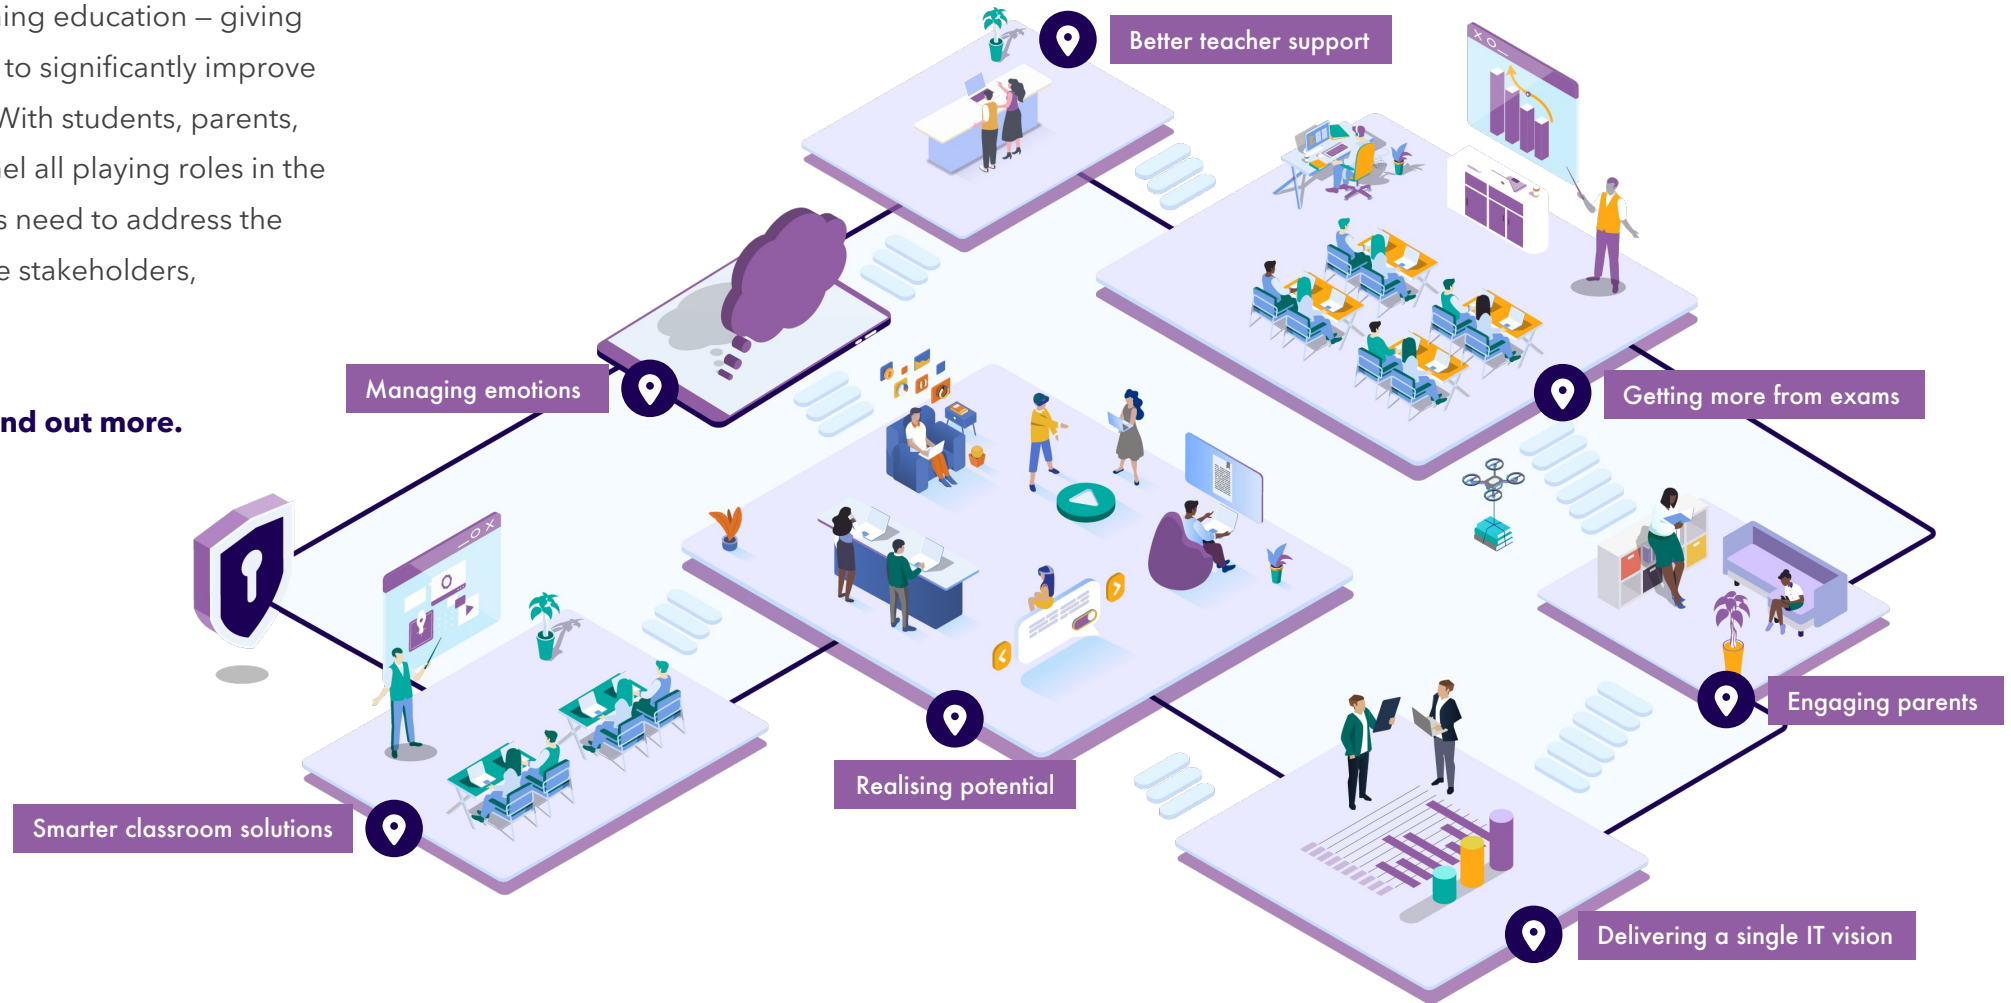 ning education – giving
to significantly improve
With students, parents,
nel all playing roles in the
s need to address the
e stakeholders,
nd out more.
Better teacher support
Managing emotions
Getting more from exams
Engaging parents
Realising potential
Smarter classroom solutions
Delivering a single IT vision